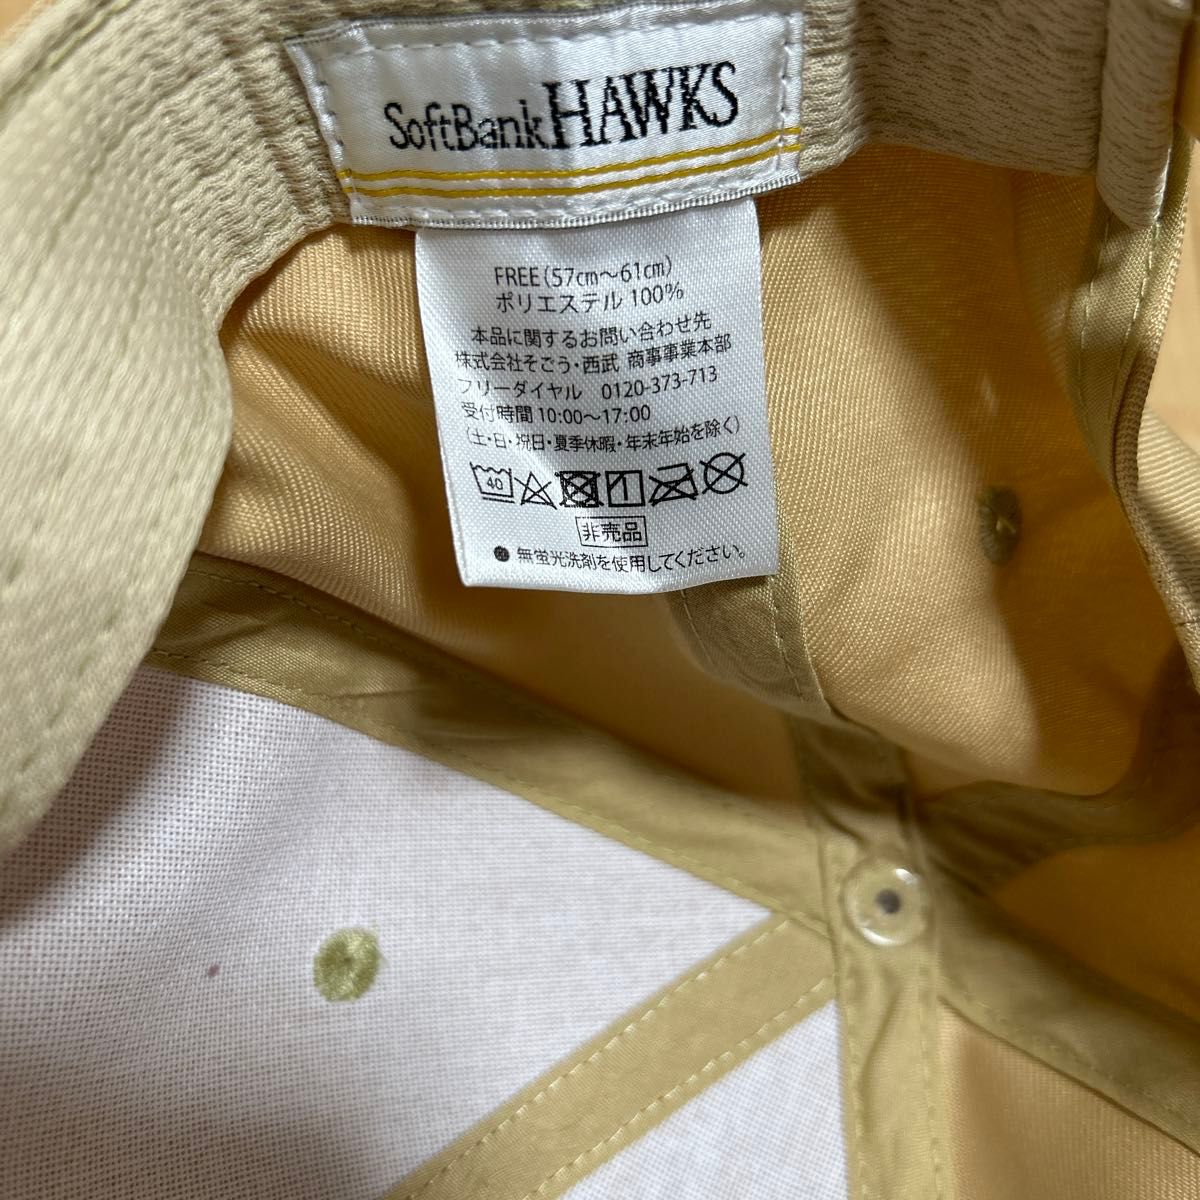 SoftBank HAWKS
FREE(57cm～61cm)
ポリエステル 100%
本品に関するお問い合わせ先
株式会社そごう・西武 商事事業本部
フリーダイヤル 0120-373-713
受付時間 10:00～17:00
(土・日・祝日・夏季休暇・年末年始を除く)
40
非売品
● 無蛍光洗剤を使用してください。